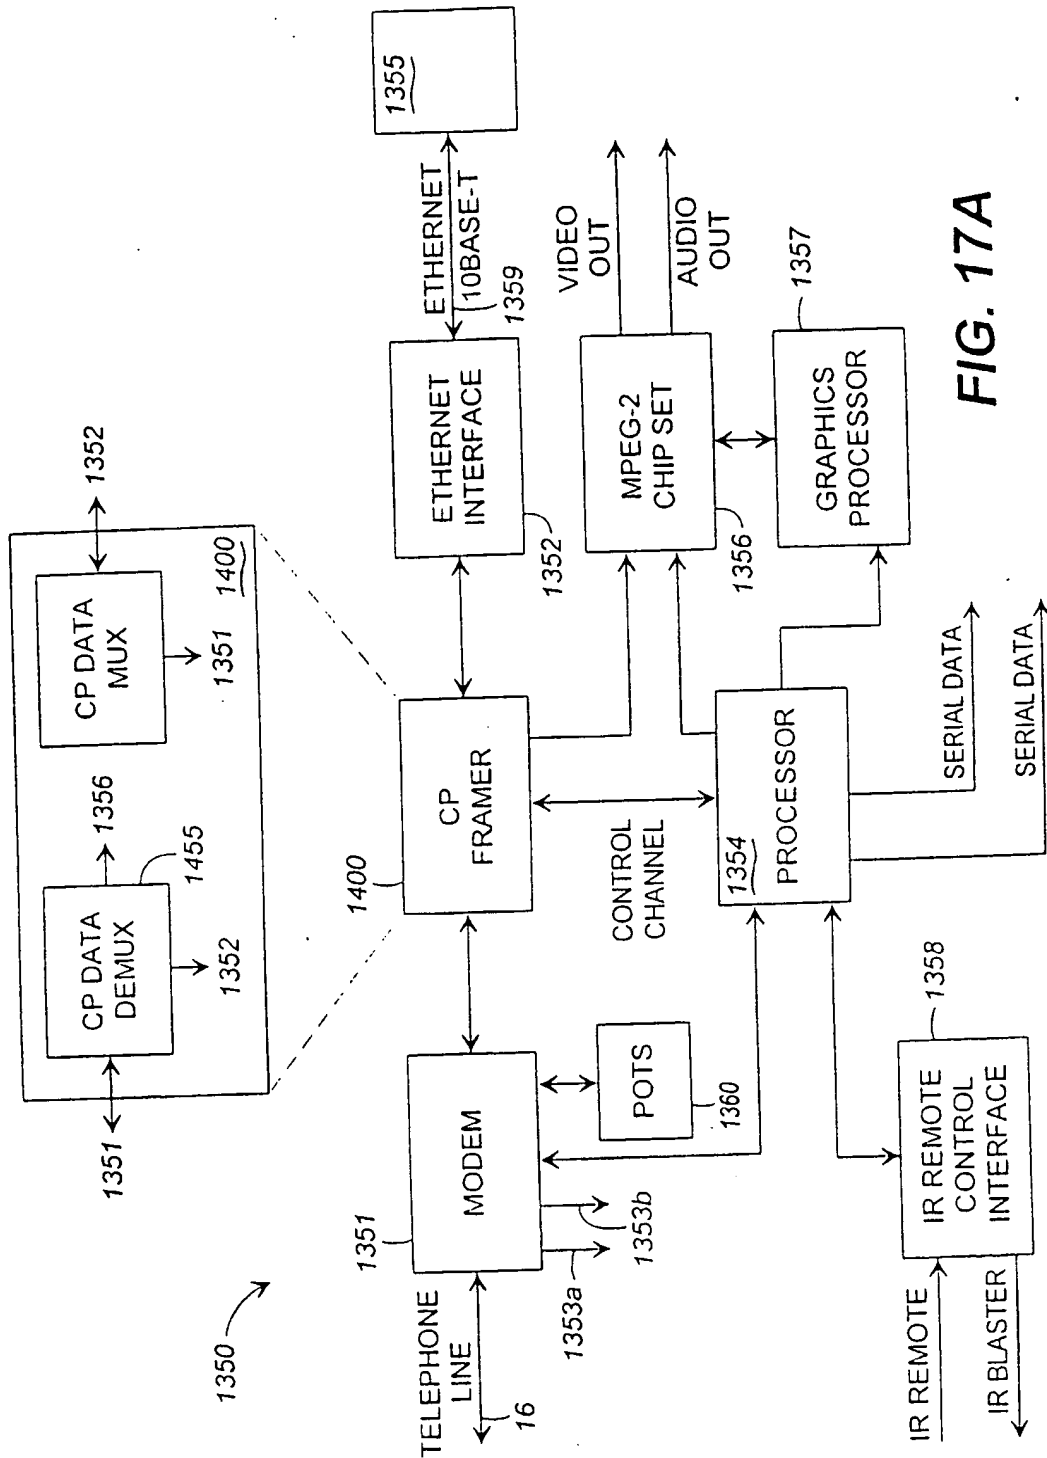 1350
1351
CP DATA
DEMUX
1455
1356
1352
CP DATA
MUX
1351
1352
1400
TELEPHONE
LINE
16
1351
MODEM
1353a
1353b
POTS
1360
1400
CP
FRAMER
CONTROL
CHANNEL
ETHERNET
INTERFACE
1352
ETHERNET
10BASE-T
1359
1355
MPEG-2
CHIP SET
1356
VIDEO
OUT
AUDIO
OUT
1354
PROCESSOR
GRAPHICS
PROCESSOR
1357
SERIAL DATA
SERIAL DATA
IR REMOTE
CONTROL
INTERFACE
1358
IR REMOTE
IR BLASTER
FIG. 17A